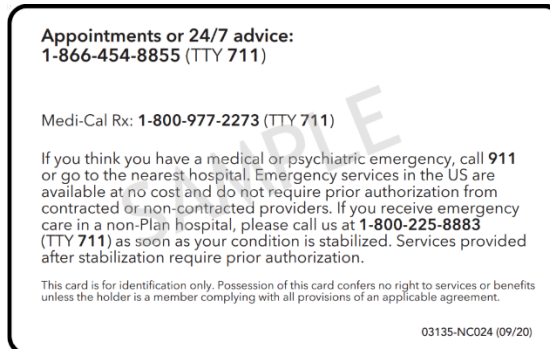 Appointments or 24/7 advice:
1-866-454-8855 (TTY 711)
Medi-Cal Rx: 1-800-977-2273 (TTY 711)
If you think you have a medical or psychiatric emergency, call 911
or go to the nearest hospital. Emergency services in the US are
available at no cost and do not require prior authorization from
contracted or non-contracted providers. If you receive emergency
care in a non-Plan hospital, please call us at 1-800-225-8883
(TTY 711) as soon as your condition is stabilized. Services provided
after stabilization require prior authorization.
This card is for identification only. Possession of this card confers no right to services or benefits
unless the holder is a member complying with all provisions of an applicable agreement.
03135-NC024 (09/20)
SAMPLE